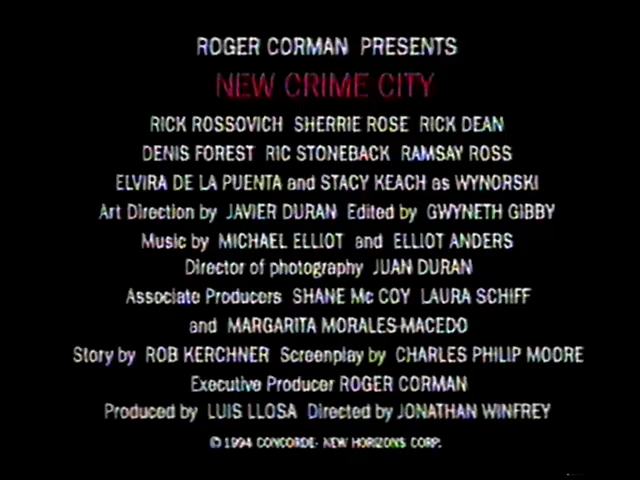 ROGER CORMAN PRESENTS
NEW CRIME CITY
RICK ROSSOVICH SHERRIE ROSE RICK DEAN
DENIS FOREST RIC STONEBACK RAMSAY ROSS
ELVIRA DE LA PUENTA and STACY KEACH as WYNORSKI
Art Direction by JAVIER DURAN Edited by GWYNETH GIBBY
Music by MICHAEL ELLIOT and ELLIOT ANDERS
Director of photography JUAN DURAN
Associate Producers SHANE Mc COY LAURA SCHIFF
and MARGARITA MORALES-MACEDO
Story by ROB KERCHNER Screenplay by CHARLES PHILIP MOORE
Executive Producer ROGER CORMAN
Produced by LUIS LLOSA Directed by JONATHAN WINFREY
© 1994 CONCORDE- NEW HORIZONS CORP.